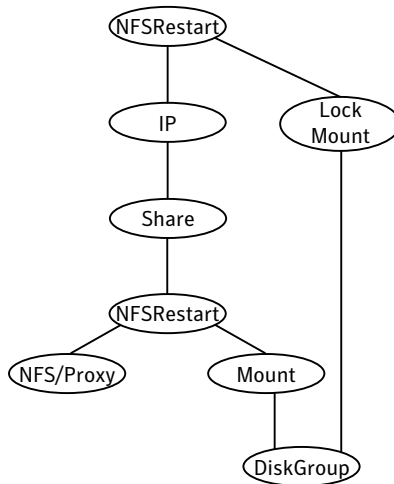 NFSRestart
IP
Lock
Mount
Share
NFSRestart
NFS/Proxy
Mount
DiskGroup